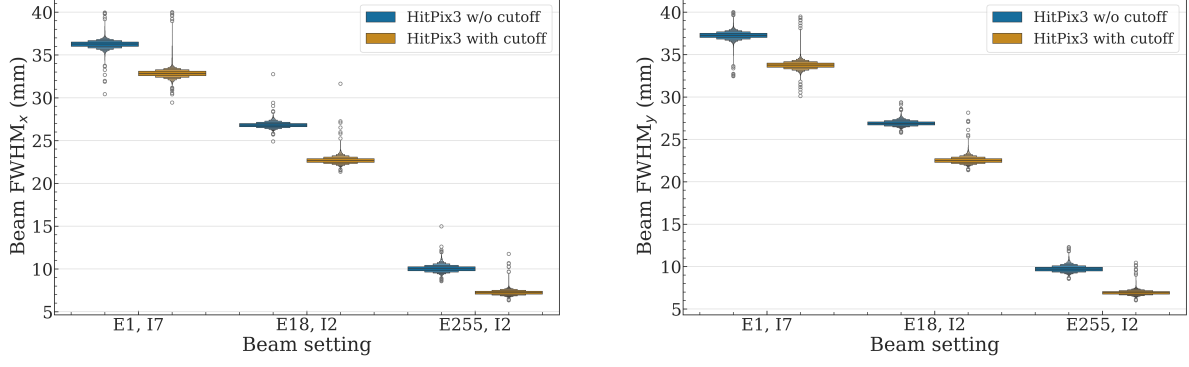 40
35
30
25
20
15
10
5
Beam FWHMₓ (mm)
HitPix3 w/o cutoff
HitPix3 with cutoff
E1, I7
E18, I2
E255, I2
Beam setting
40
35
30
25
20
15
10
5
Beam FWHM_y (mm)
HitPix3 w/o cutoff
HitPix3 with cutoff
E1, I7
E18, I2
E255, I2
Beam setting